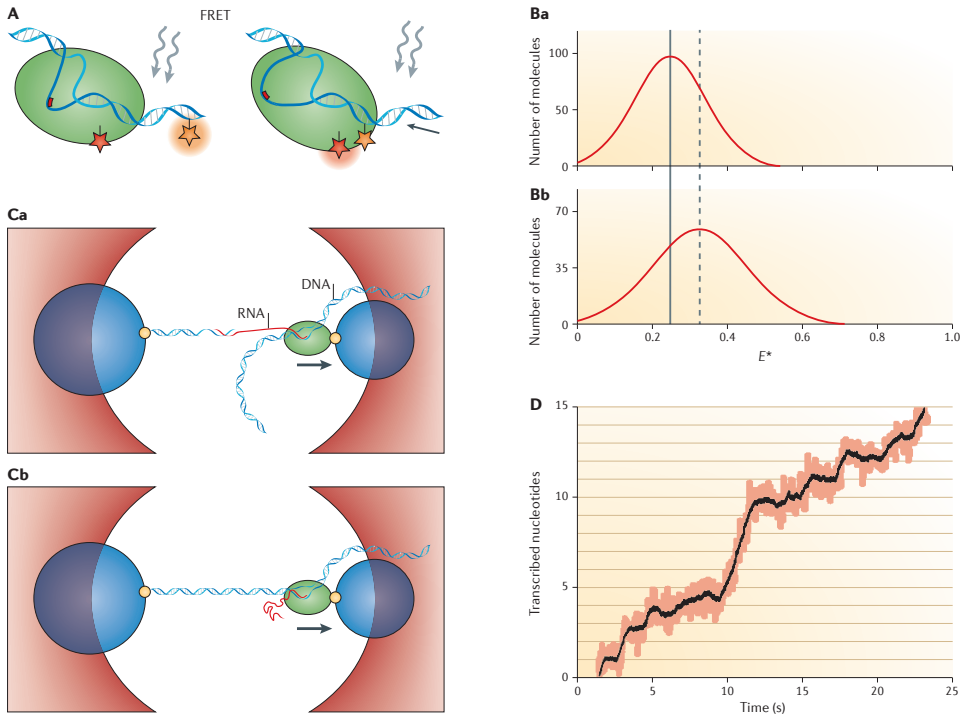 A
FRET
Ba
Number of molecules
100
50
0
Bb
Number of molecules
70
35
0
0
0.2
0.4
0.6
0.8
1.0
E*
Ca
RNA
DNA
Cb
D
Transcribed nucleotides
15
10
5
0
0
5
10
15
20
25
Time (s)